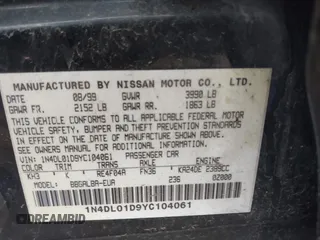 MANUFACTURED BY NISSAN MOTOR CO., LTD.
DATE 08/99 GVWR 3990 LB
GAWR FR. 2152 LB GAWR RR. 1863 LB
THIS VEHICLE CONFORMS TO ALL APPLICABLE FEDERAL MOTOR
VEHICLE SAFETY, BUMPER AND THEFT PREVENTION STANDARDS
IN EFFECT ON THE DATE OF MANUFACTURE SHOWN ABOVE.
SEE OWNERS MANUAL FOR ADDITIONAL INFORMATION
VIN: 1N4DL01D9YC104061 PASSENGER CAR
COLOR TRIM TRANS AXLE ENGINE
KH3 K RE4F04A FN36 KA24DE 2389CC
MODEL BBGALBA-EUA 236 02800
1N4DL01D9YC104061
AUTOBIDMASTER